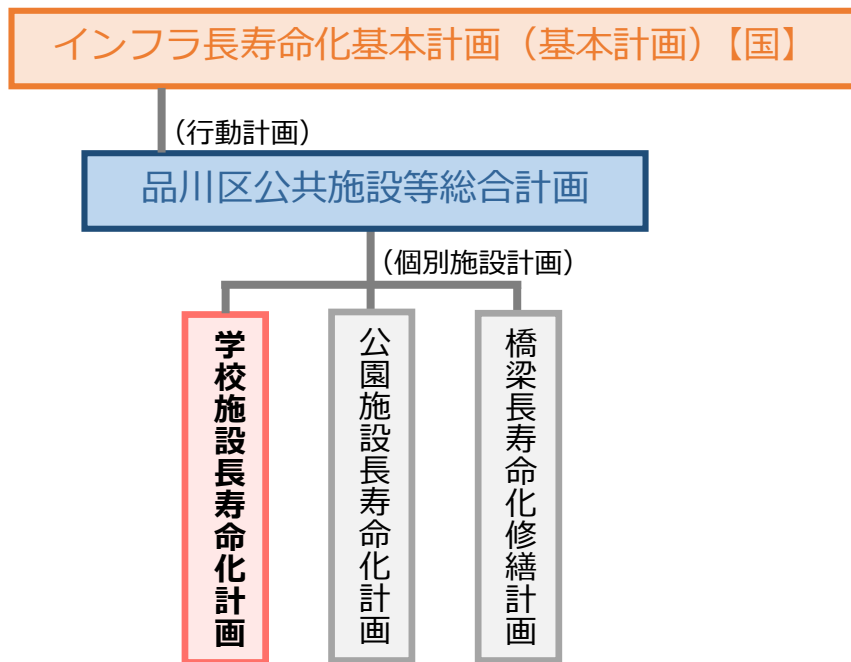 インフラ長寿命化基本計画（基本計画）【国】
（行動計画）
品川区公共施設等総合計画
（個別施設計画）
学校施設長寿命化計画
公園施設長寿命化計画
橋梁長寿命化修繕計画